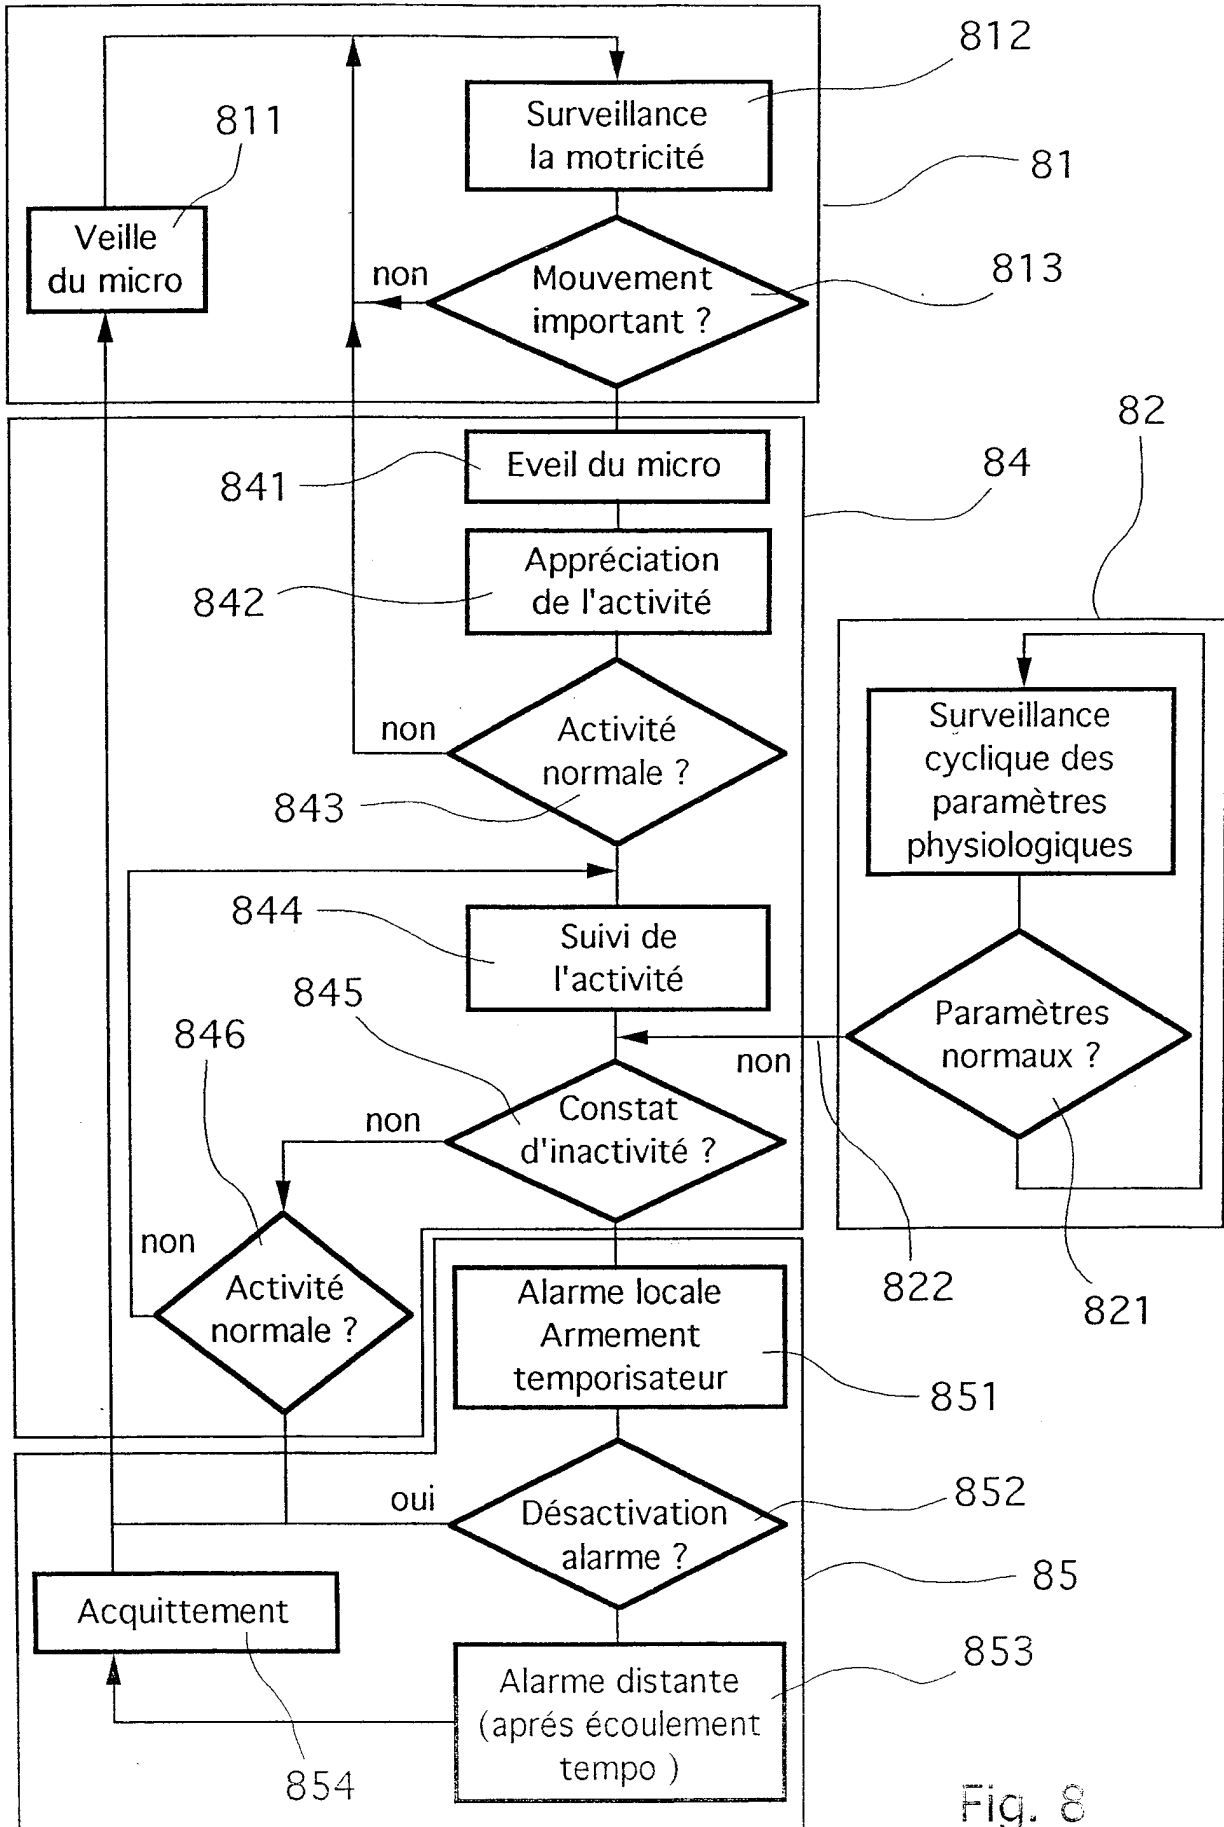 812
Surveillance
la motricité
811
81
Veille
du micro
non
Mouvement
important ?
813
82
Eveil du micro
841
84
Appréciation
de l'activité
842
non
Activité
normale ?
843
Surveillance
cyclique des
paramètres
physiologiques
844
Suivi de
l'activité
845
846
Paramètres
normaux ?
non
non
Constat
d'inactivité ?
non
Activité
normale ?
822
821
Alarme locale
Armement
temporisateur
851
oui
Désactivation
alarme ?
852
85
Acquittement
853
Alarme distante
(aprés écoulement
tempo )
854
Fig. 8